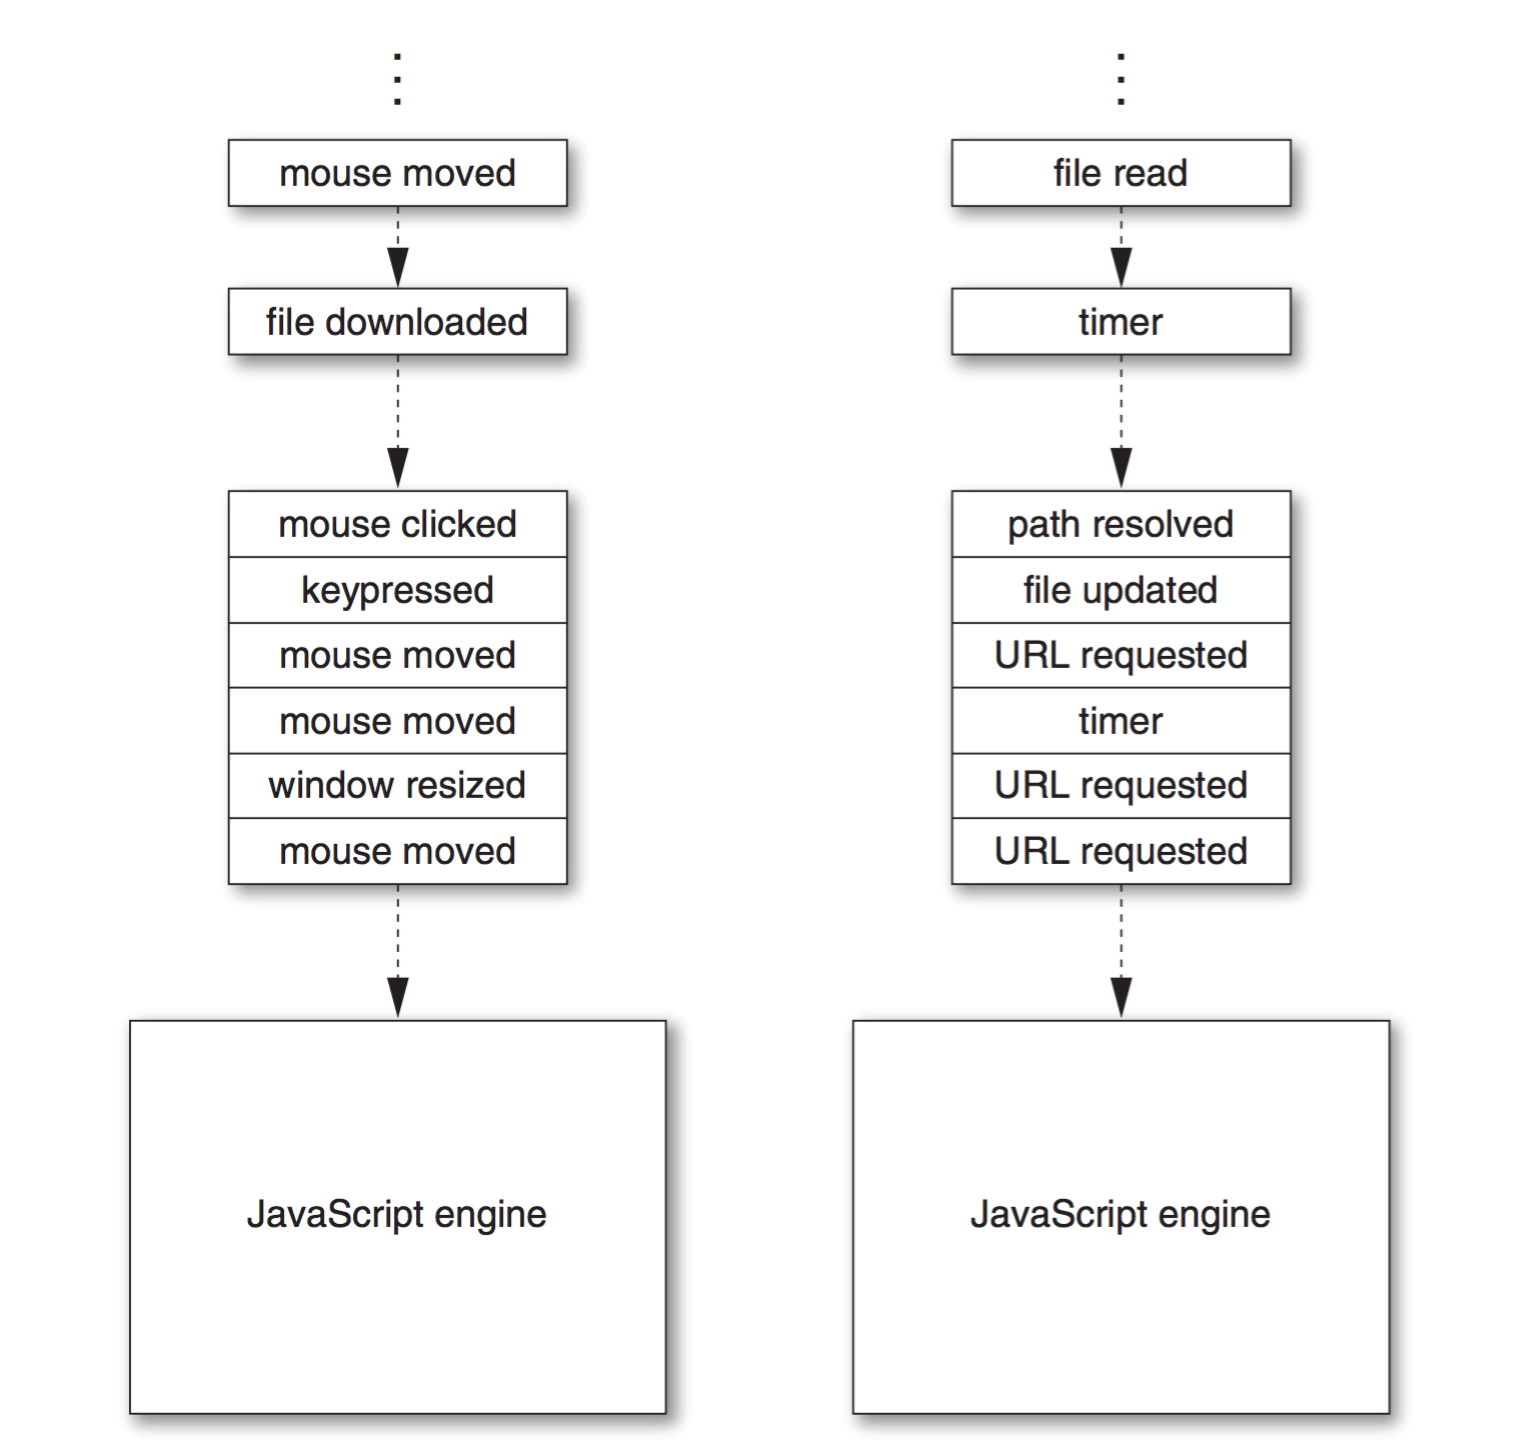 mouse moved
file downloaded
mouse clicked
keypressed
mouse moved
mouse moved
window resized
mouse moved
JavaScript engine
file read
timer
path resolved
file updated
URL requested
timer
URL requested
URL requested
JavaScript engine